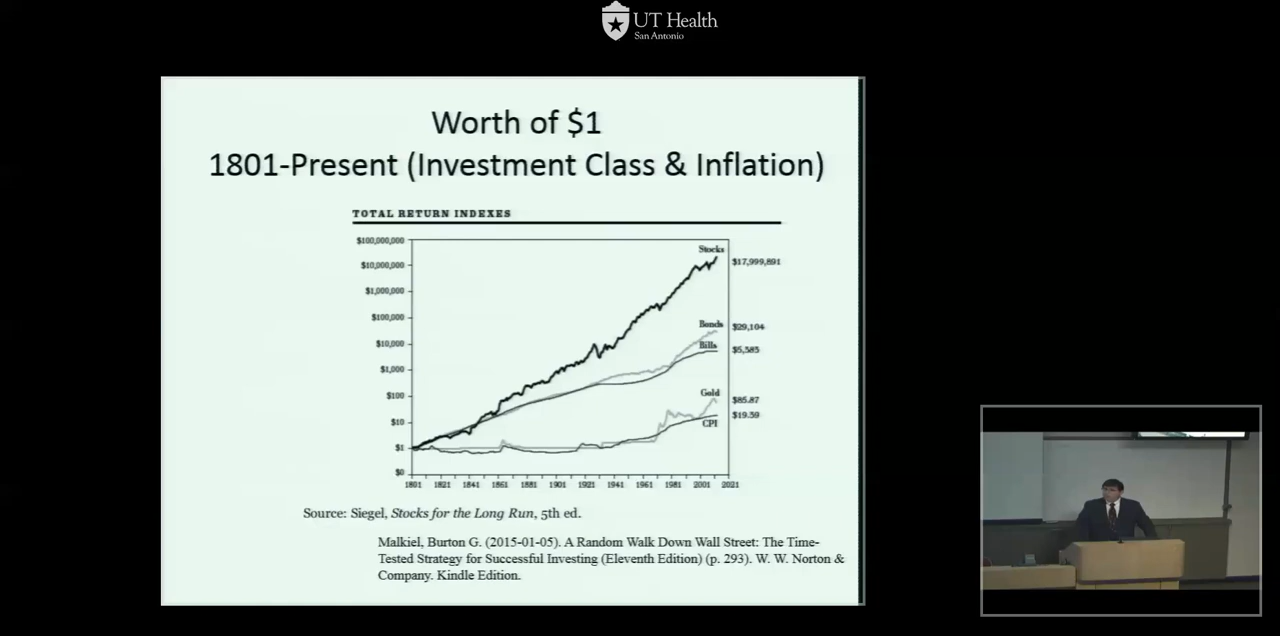 UT Health
San Antonio
Worth of $1
1801-Present (Investment Class & Inflation)
TOTAL RETURN INDEXES
$100,000,000
$10,000,000
$1,000,000
$100,000
$10,000
$1,000
$100
$10
$1
$0
Stocks
$17,999,891
Bonds
$29,104
Bills
$5,585
Gold
$85.87
$19.59
CPI
1801 1821 1841 1861 1881 1901 1921 1941 1961 1981 2001 2021
Source: Siegel, Stocks for the Long Run, 5th ed.
Malkiel, Burton G. (2015-01-05). A Random Walk Down Wall Street: The Time-
Tested Strategy for Successful Investing (Eleventh Edition) (p. 293). W. W. Norton &
Company. Kindle Edition.